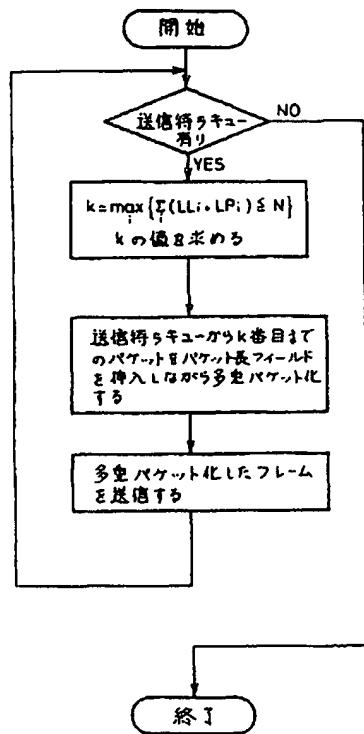 開始
送信待ちキュー
有り
NO
YES
k=max{Σ(LLi+LPi)≦N}
i i
kの値を求める
送信待ちキューからk番目まで
のパケットをパケット長フィールド
を挿入しながら多重パケット化
する
多重パケット化したフレーム
を送信する
終了